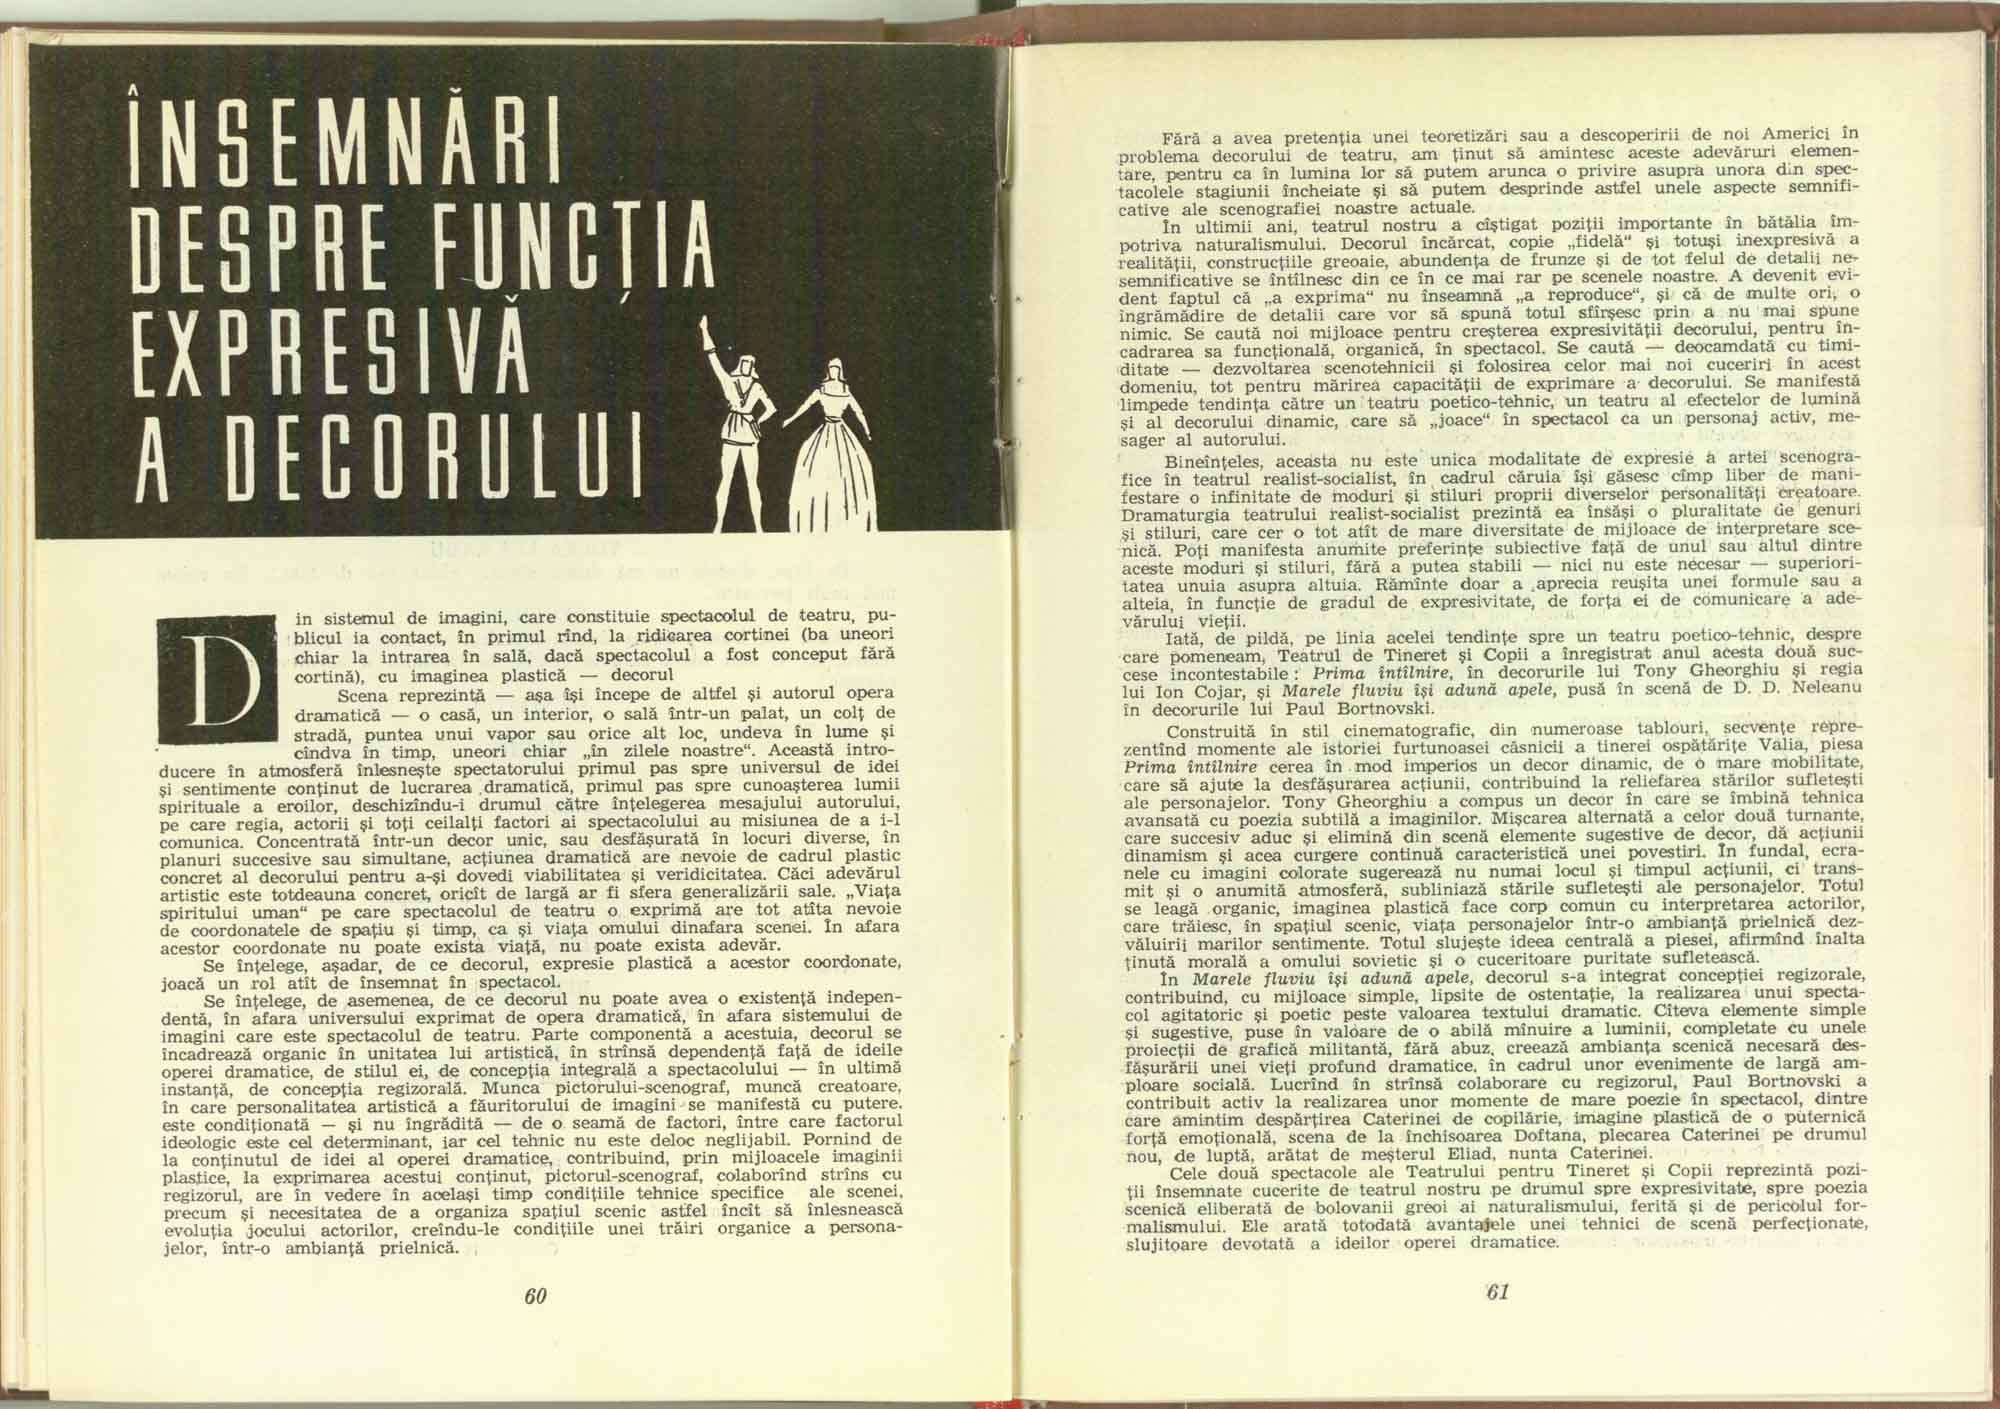 ÎNSEMNĂRI
DESPRE FUNCȚIA
EXPRESIVĂ
A DECORULUI
Din sistemul de imagini, care constituie spectacolul de teatru, pu-
blicul ia contact, în primul rînd, la ridicarea cortinei (ba uneori
chiar la intrarea în sală, dacă spectacolul a fost conceput fără
cortină), cu imaginea plastică — decorul
Scena reprezintă — așa își începe de altfel și autorul opera
dramatică — o casă, un interior, o sală într-un palat, un colț de
stradă, puntea unui vapor sau orice alt loc, undeva în lume și
cîndva în timp, uneori chiar „în zilele noastre“. Această intro-
ducere în atmosferă înlesnește spectatorului primul pas spre universul de idei
și sentimente conținut de lucrarea dramatică, primul pas spre cunoașterea lumii
spirituale a eroilor, deschizîndu-i drumul către înțelegerea mesajului autorului,
pe care regia, actorii și toți ceilalți factori ai spectacolului au misiunea de a i-l
comunica. Concentrată într-un decor unic, sau desfășurată în locuri diverse, în
planuri succesive sau simultane, acțiunea dramatică are nevoie de cadrul plastic
concret al decorului pentru a-și dovedi viabilitatea și veridicitatea. Căci adevărul
artistic este totdeauna concret, oricît de largă ar fi sfera generalizării sale. „Viața
spiritului uman“ pe care spectacolul de teatru o exprimă are tot atîta nevoie
de coordonatele de spațiu și timp, ca și viața omului dinafara scenei. În afara
acestor coordonate nu poate exista viață, nu poate exista adevăr.
Se înțelege, așadar, de ce decorul, expresie plastică a acestor coordonate,
joacă un rol atît de însemnat în spectacol.
Se înțelege, de asemenea, de ce decorul nu poate avea o existență indepen-
dentă, în afara universului exprimat de opera dramatică, în afara sistemului de
imagini care este spectacolul de teatru. Parte componentă a acestuia, decorul se
încadrează organic în unitatea lui artistică, în strînsă dependență față de ideile
operei dramatice, de stilul ei, de concepția integrală a spectacolului — în ultimă
instanță, de concepția regizorală. Munca pictorului-scenograf, muncă creatoare,
în care personalitatea artistică a făuritorului de imagini se manifestă cu putere,
este condiționată — și nu îngrădită — de o seamă de factori, între care factorul
ideologic este cel determinant, iar cel tehnic nu este deloc neglijabil. Pornind de
la conținutul de idei al operei dramatice, contribuind, prin mijloacele imaginii
plastice, la exprimarea acestui conținut, pictorul-scenograf, colaborînd strîns cu
regizorul, are în vedere în același timp condițiile tehnice specifice ale scenei,
precum și necesitatea de a organiza spațiul scenic astfel încît să înlesnească
evoluția jocului actorilor, creîndu-le condițiile unei trăiri organice a persona-
jelor, într-o ambianță prielnică.
60
Fără a avea pretenția unei teoretizări sau a descoperirii de noi Americi în
problema decorului de teatru, am ținut să amintesc aceste adevăruri elemen-
tare, pentru ca în lumina lor să putem arunca o privire asupra unora din spec-
tacolele stagiunii încheiate și să putem desprinde astfel unele aspecte semnifi-
cative ale scenografiei noastre actuale.
În ultimii ani, teatrul nostru a cîștigat poziții importante în bătălia îm-
potriva naturalismului. Decorul încărcat, copie „fidelă“ și totuși inexpresivă a
realității, construcțiile greoaie, abundența de frunze și de tot felul de detalii ne-
semnificative se întîlnesc din ce în ce mai rar pe scenele noastre. A devenit evi-
dent faptul că „a exprima“ nu înseamnă „a reproduce“, și că de multe ori, o
îngrămădire de detalii care vor să spună totul sfîrșesc prin a nu mai spune
nimic. Se caută noi mijloace pentru creșterea expresivității decorului, pentru în-
cadrarea sa funcțională, organică, în spectacol. Se caută — deocamdată cu timi-
ditate — dezvoltarea scenotehnicii și folosirea celor mai noi cuceriri în acest
domeniu, tot pentru mărirea capacității de exprimare a decorului. Se manifestă
limpede tendința către un teatru poetico-tehnic, un teatru al efectelor de lumină
și al decorului dinamic, care să „joace“ în spectacol ca un personaj activ, me-
sager al autorului.
Bineînțeles, aceasta nu este unica modalitate de expresie a artei scenogra-
fice în teatrul realist-socialist, în cadrul căruia își găsesc cîmp liber de mani-
festare o infinitate de moduri și stiluri proprii diverselor personalități creatoare.
Dramaturgia teatrului realist-socialist prezintă ea însăși o pluralitate de genuri
și stiluri, care cer o tot atît de mare diversitate de mijloace de interpretare sce-
nică. Poți manifesta anumite preferințe subiective față de unul sau altul dintre
aceste moduri și stiluri, fără a putea stabili — nici nu este necesar — superiori-
tatea unuia asupra altuia. Rămînte doar a aprecia reușita unei formule sau a
alteia, în funcție de gradul de expresivitate, de forța ei de comunicare a ade-
vărului vieții.
Iată, de pildă, pe linia acelei tendințe spre un teatru poetico-tehnic, despre
care pomeneam, Teatrul de Tineret și Copii a înregistrat anul acesta două suc-
cese incontestabile : Prima întîlnire, în decorurile lui Tony Gheorghiu și regia
lui Ion Cojar, și Marele fluviu își adună apele, pusă în scenă de D. D. Neleanu
în decorurile lui Paul Bortnovski.
Construită în stil cinematografic, din numeroase tablouri, secvențe repre-
zentînd momente ale istoriei furtunoasei căsnicii a tinerei ospătărițe Valia, piesa
Prima întîlnire cerea în mod imperios un decor dinamic, de o mare mobilitate,
care să ajute la desfășurarea acțiunii, contribuind la reliefarea stărilor sufletești
ale personajelor. Tony Gheorghiu a compus un decor în care se îmbină tehnica
avansată cu poezia subtilă a imaginilor. Mișcarea alternată a celor două turnante,
care succesiv aduc și elimină din scenă elemente sugestive de decor, dă acțiunii
dinamism și acea curgere continuă caracteristică unei povestiri. În fundal, ecra-
nele cu imagini colorate sugerează nu numai locul și timpul acțiunii, ci trans-
mit și o anumită atmosferă, subliniază stările sufletești ale personajelor. Totul
se leagă organic, imaginea plastică face corp comun cu interpretarea actorilor,
care trăiesc, în spațiul scenic, viața personajelor într-o ambianță prielnică dez-
văluirii marilor sentimente. Totul slujește ideea centrală a piesei, afirmînd înalta
ținută morală a omului sovietic și o cuceritoare puritate sufletească.
În Marele fluviu își adună apele, decorul s-a integrat concepției regizorale,
contribuind, cu mijloace simple, lipsite de ostentație, la realizarea unui specta-
col agitatoric și poetic peste valoarea textului dramatic. Cîteva elemente simple
și sugestive, puse în valoare de o abilă mînuire a luminii, completate cu unele
proiecții de grafică militantă, fără abuz, creează ambianța scenică necesară des-
fășurării unei vieți profund dramatice, în cadrul unor evenimente de largă am-
ploare socială. Lucrînd în strînsă colaborare cu regizorul, Paul Bortnovski a
contribuit activ la realizarea unor momente de mare poezie în spectacol, dintre
care amintim despărțirea Caterinei de copilărie, imagine plastică de o puternică
forță emoțională, scena de la închisoarea Doftana, plecarea Caterinei pe drumul
nou, de luptă, arătat de meșterul Eliad, nunta Caterinei.
Cele două spectacole ale Teatrului pentru Tineret și Copii reprezintă pozi-
ții însemnate cucerite de teatrul nostru pe drumul spre expresivitate, spre poezia
scenică eliberată de bolovanii greoi ai naturalismului, ferită și de pericolul for-
malismului. Ele arată totodată avantajele unei tehnici de scenă perfecționate,
slujitoare devotată a ideilor operei dramatice.
61